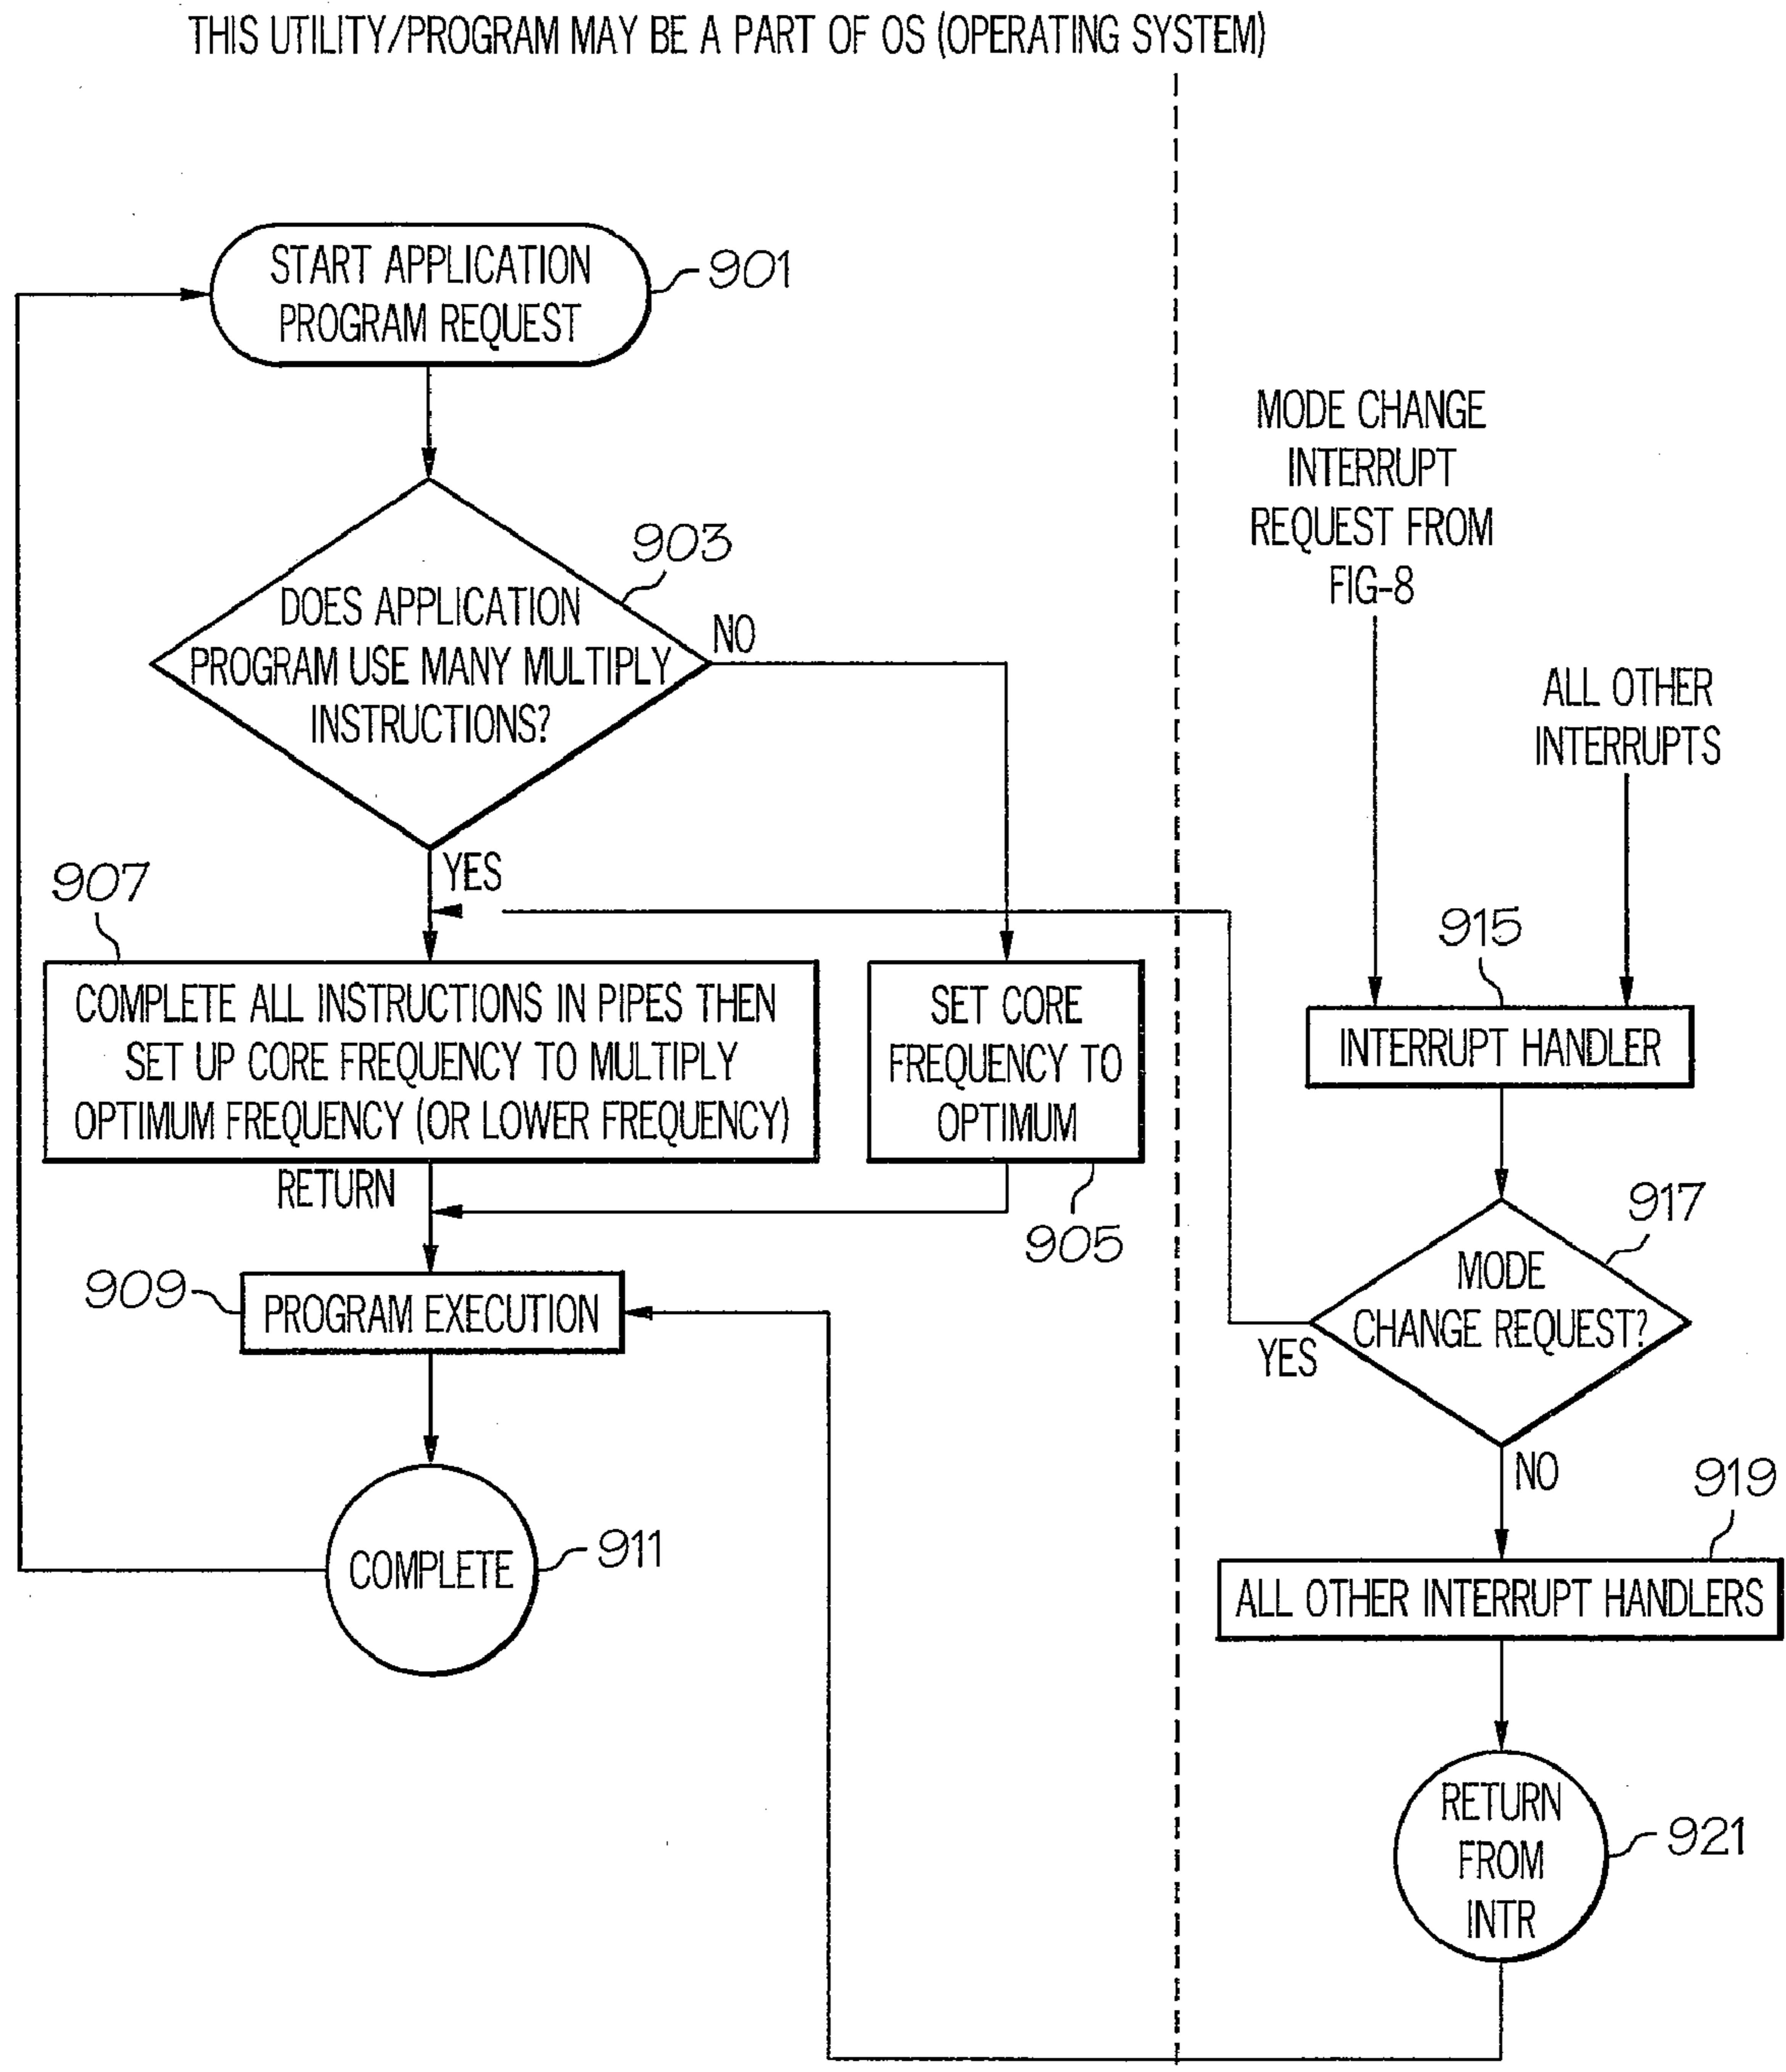 THIS UTILITY/PROGRAM MAY BE A PART OF OS (OPERATING SYSTEM)
START APPLICATION
PROGRAM REQUEST
901
DOES APPLICATION
PROGRAM USE MANY MULTIPLY
INSTRUCTIONS?
903
NO
YES
907
COMPLETE ALL INSTRUCTIONS IN PIPES THEN
SET UP CORE FREQUENCY TO MULTIPLY
OPTIMUM FREQUENCY (OR LOWER FREQUENCY)
SET CORE
FREQUENCY TO
OPTIMUM
905
RETURN
909
PROGRAM EXECUTION
COMPLETE
911
MODE CHANGE
INTERRUPT
REQUEST FROM
FIG-8
ALL OTHER
INTERRUPTS
915
INTERRUPT HANDLER
917
MODE
CHANGE REQUEST?
YES
NO
919
ALL OTHER INTERRUPT HANDLERS
RETURN
FROM
INTR
921